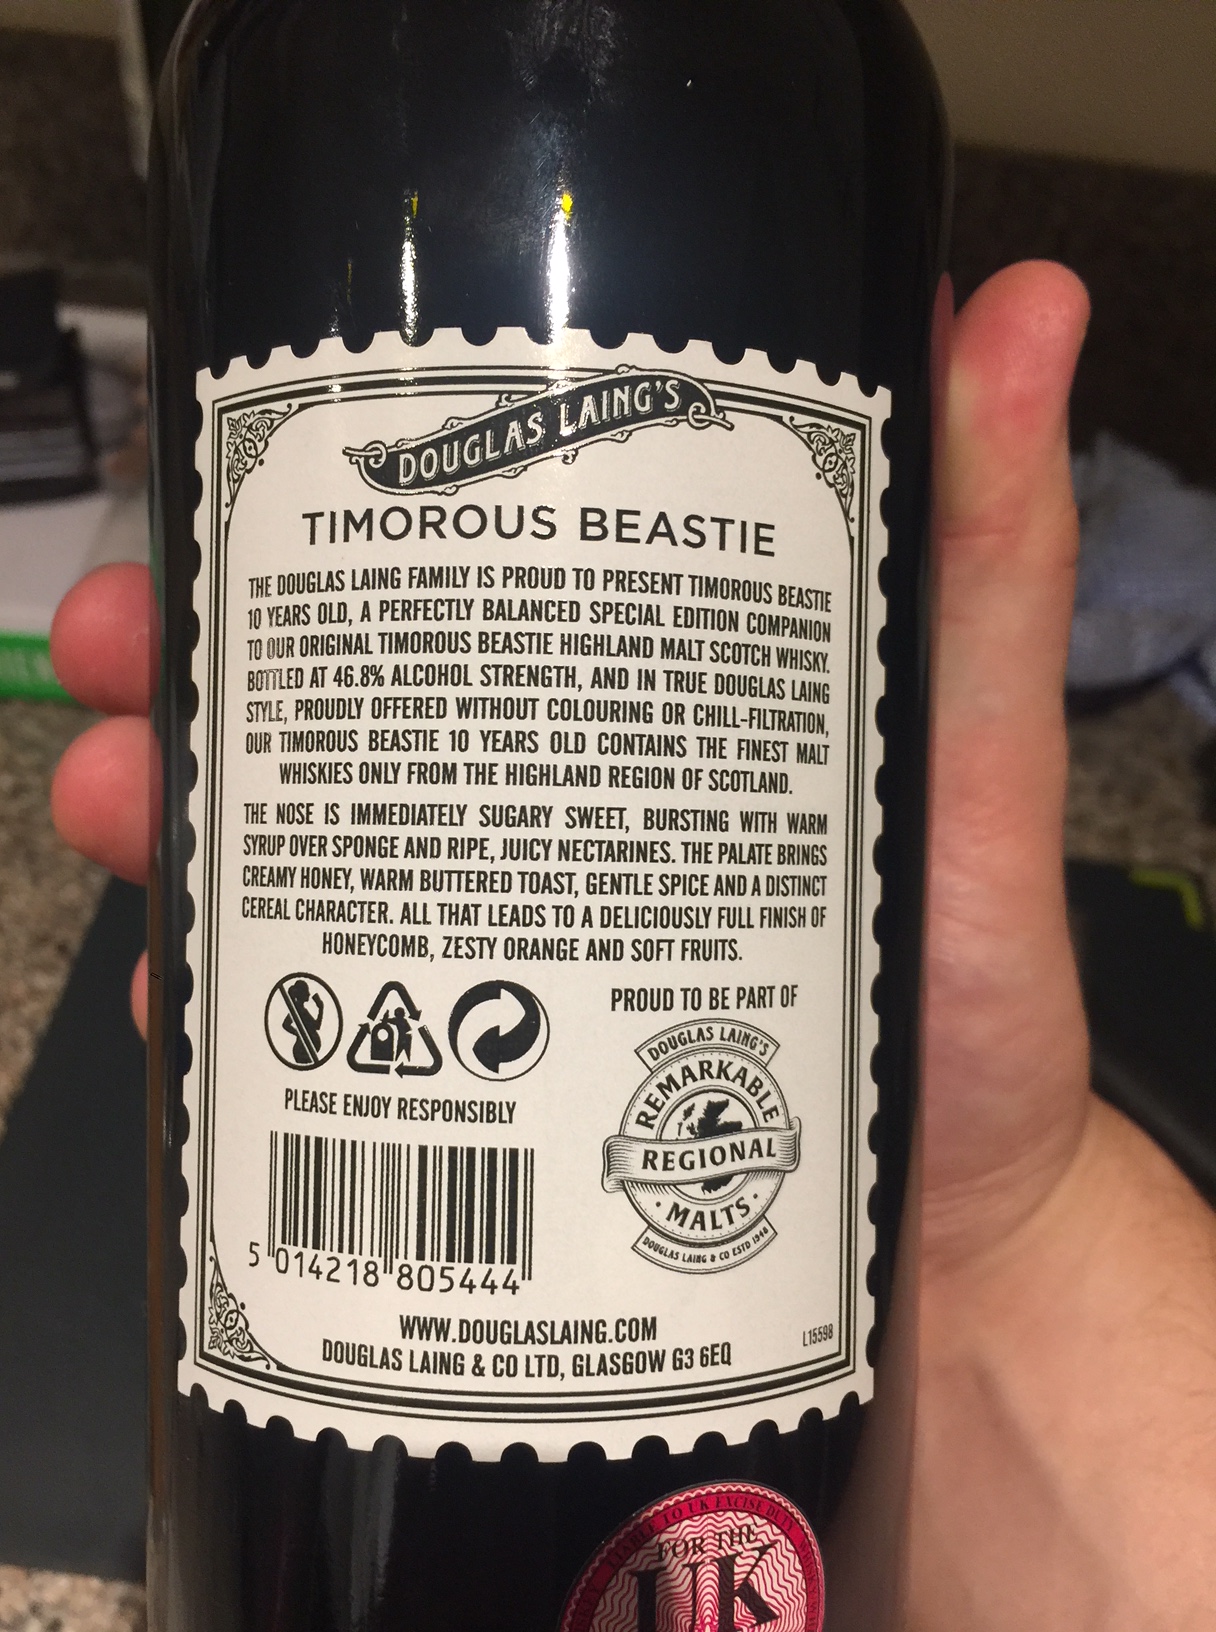 DOUGLAS LAING'S
TIMOROUS BEASTIE
THE DOUGLAS LAING FAMILY IS PROUD TO PRESENT TIMOROUS BEASTIE
10 YEARS OLD, A PERFECTLY BALANCED SPECIAL EDITION COMPANION
TO OUR ORIGINAL TIMOROUS BEASTIE HIGHLAND MALT SCOTCH WHISKY.
BOTTLED AT 46.8% ALCOHOL STRENGTH, AND IN TRUE DOUGLAS LAING
STYLE, PROUDLY OFFERED WITHOUT COLOURING OR CHILL-FILTRATION,
OUR TIMOROUS BEASTIE 10 YEARS OLD CONTAINS THE FINEST MALT
WHISKIES ONLY FROM THE HIGHLAND REGION OF SCOTLAND.
THE NOSE IS IMMEDIATELY SUGARY SWEET, BURSTING WITH WARM
SYRUP OVER SPONGE AND RIPE, JUICY NECTARINES. THE PALATE BRINGS
CREAMY HONEY, WARM BUTTERED TOAST, GENTLE SPICE AND A DISTINCT
CEREAL CHARACTER. ALL THAT LEADS TO A DELICIOUSLY FULL FINISH OF
HONEYCOMB, ZESTY ORANGE AND SOFT FRUITS.
PROUD TO BE PART OF
DOUGLAS LAING'S
REMARKABLE
REGIONAL
MALTS
DOUGLAS LAING & CO ESTD 1948
PLEASE ENJOY RESPONSIBLY
5 014218 805444
WWW.DOUGLASLAING.COM
DOUGLAS LAING & CO LTD, GLASGOW G3 6EQ
L15598
TO UK EXCISE DUTY
FOR THE
UK